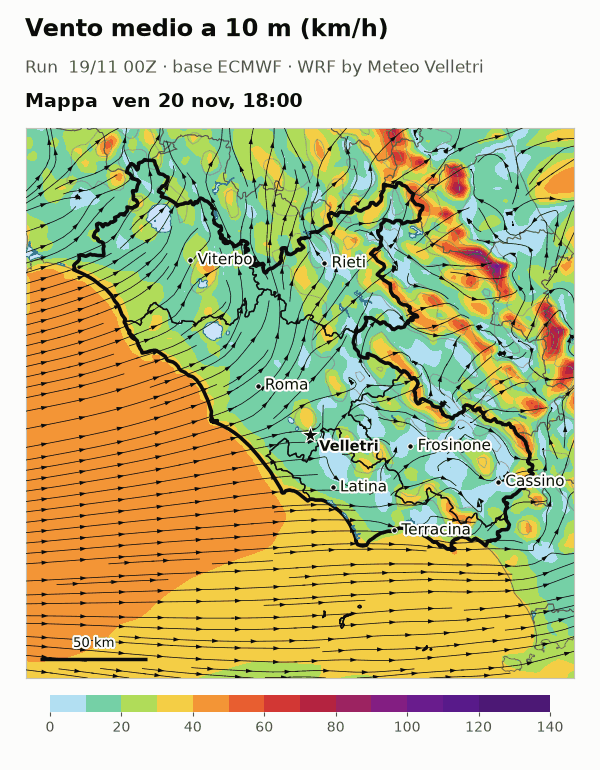 Vento medio a 10 m (km/h)
Run 19/11 00Z · base ECMWF · WRF by Meteo Velletri
Mappa ven 20 nov, 18:00
Viterbo
Rieti
Roma
Velletri
Frosinone
Latina
Cassino
Terracina
50 km
0 20 40 60 80 100 120 140